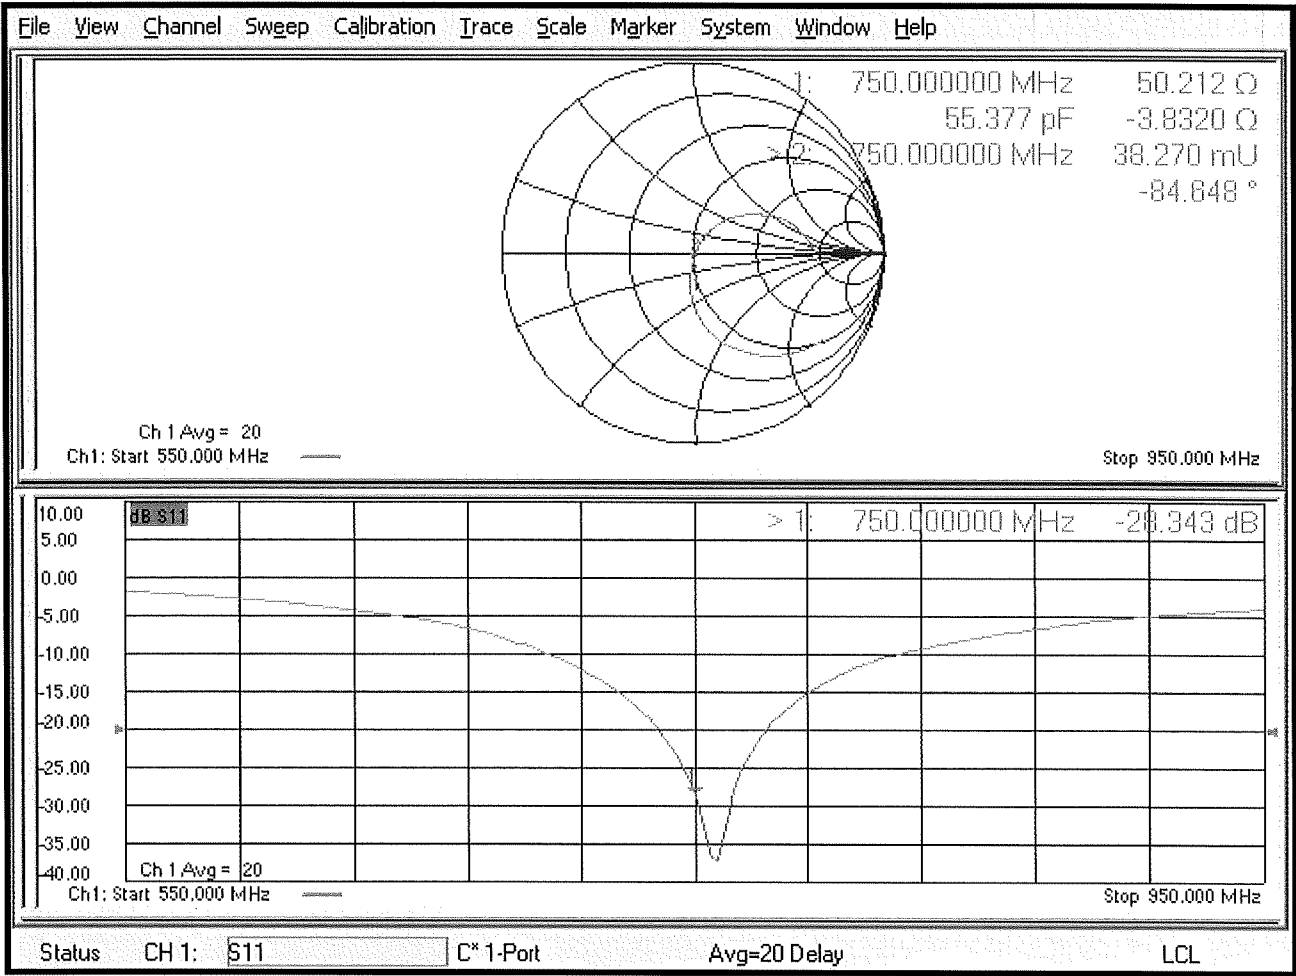 File View Channel Sweep Calibration Trace Scale Marker System Window Help
1: 750.000000 MHz 50.212 Ω
55.377 pF -3.8320 Ω
> 2: 750.000000 MHz 38.270 mU
-84.648 °
Ch 1 Avg = 20
Ch1: Start 550.000 MHz
Stop 950.000 MHz
10.00
dB S11
> 1: 750.000000 MHz -28.343 dB
5.00
0.00
-5.00
-10.00
-15.00
-20.00
-25.00
-30.00
-35.00
-40.00
Ch 1 Avg = 20
Ch1: Start 550.000 MHz
Stop 950.000 MHz
Status CH 1: S11 C* 1-Port Avg=20 Delay LCL